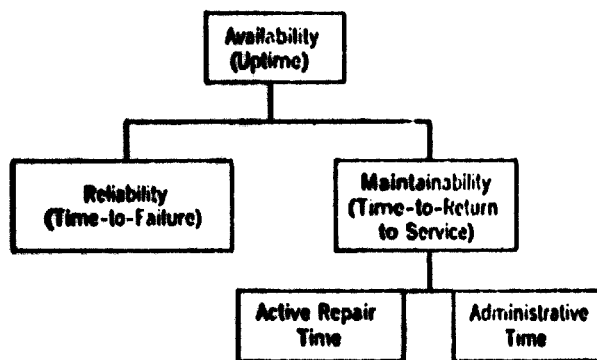 Availability
(Uptime)
Reliability
(Time-to-Failure)
Maintainability
(Time-to-Return
to Service)
Active Repair
Time
Administrative
Time